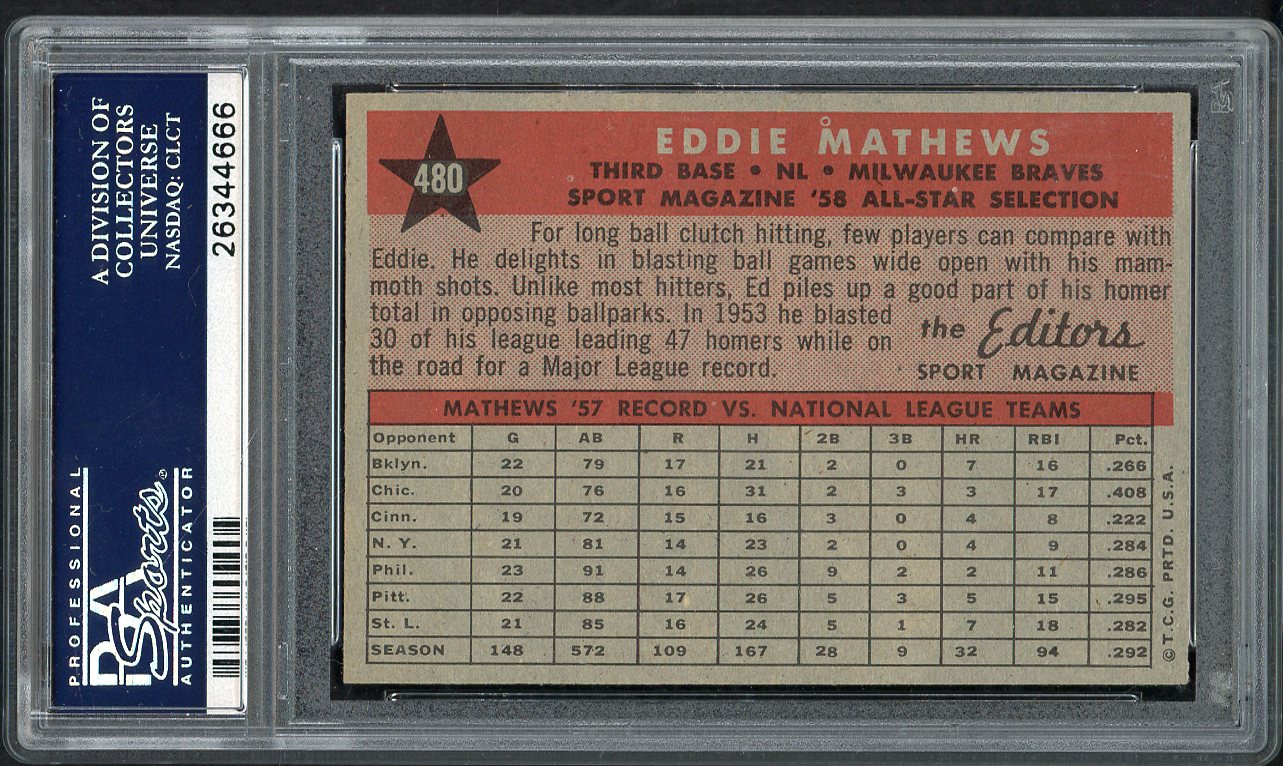 A DIVISION OF
COLLECTORS
UNIVERSE
NASDAQ: CLCT
26344666
PROFESSIONAL
PSA
Sports®
AUTHENTICATOR
PSA
480
EDDIE MATHEWS
THIRD BASE • NL • MILWAUKEE BRAVES
SPORT MAGAZINE '58 ALL-STAR SELECTION
For long ball clutch hitting, few players can compare with
Eddie. He delights in blasting ball games wide open with his mam-
moth shots. Unlike most hitters, Ed piles up a good part of his homer
total in opposing ballparks. In 1953 he blasted
30 of his league leading 47 homers while on
the road for a Major League record.
the Editors
SPORT MAGAZINE
MATHEWS '57 RECORD VS. NATIONAL LEAGUE TEAMS
Opponent G AB R H 2B 3B HR RBI Pct.
Bklyn. 22 79 17 21 2 0 7 16 .266
Chic. 20 76 16 31 2 3 3 17 .408
Cinn. 19 72 15 16 3 0 4 8 .222
N. Y. 21 81 14 23 2 0 4 9 .284
Phil. 23 91 14 26 9 2 2 11 .286
Pitt. 22 88 17 26 5 3 5 15 .295
St. L. 21 85 16 24 5 1 7 18 .282
SEASON 148 572 109 167 28 9 32 94 .292
© T.C.G. PRTD. U.S.A.